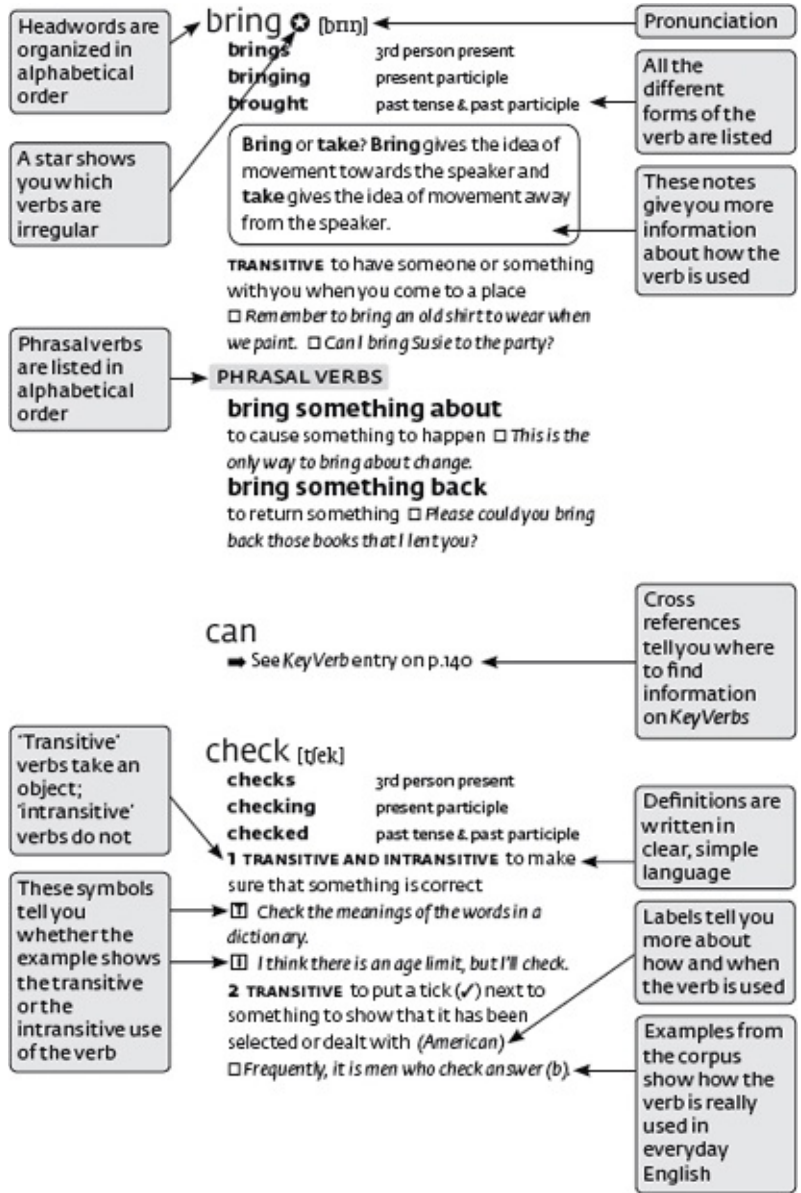 Headwords are
organized in
alphabetical
order
A star shows
you which
verbs are
irregular
Phrasal verbs
are listed in
alphabetical
order
'Transitive'
verbs take an
object;
'intransitive'
verbs do not
These symbols
tell you
whether the
example shows
the transitive
or the
intransitive use
of the verb
bring ✪ [brɪŋ]
brings 3rd person present
bringing present participle
brought past tense & past participle
Bring or take? Bring gives the idea of
movement towards the speaker and
take gives the idea of movement away
from the speaker.
TRANSITIVE to have someone or something
with you when you come to a place
□ Remember to bring an old shirt to wear when
we paint. □ Can I bring Susie to the party?
PHRASAL VERBS
bring something about
to cause something to happen □ This is the
only way to bring about change.
bring something back
to return something □ Please could you bring
back those books that I lent you?
can
➡ See KeyVerb entry on p.140
check [tʃek]
checks 3rd person present
checking present participle
checked past tense & past participle
1 TRANSITIVE AND INTRANSITIVE to make
sure that something is correct
🅃 Check the meanings of the words in a
dictionary.
🄸 I think there is an age limit, but I'll check.
2 TRANSITIVE to put a tick (✓) next to
something to show that it has been
selected or dealt with (American)
□ Frequently, it is men who check answer (b).
Pronunciation
All the
different
forms of the
verb are listed
These notes
give you more
information
about how the
verb is used
Cross
references
tell you where
to find
information
on KeyVerbs
Definitions are
written in
clear, simple
language
Labels tell you
more about
how and when
the verb is used
Examples from
the corpus
show how the
verb is really
used in
everyday
English